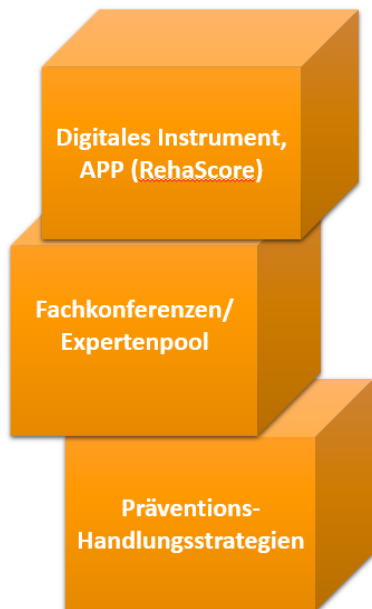 Digitales Instrument,
APP (RehaScore)
Fachkonferenzen/
Expertenpool
Präventions-
Handlungsstrategien